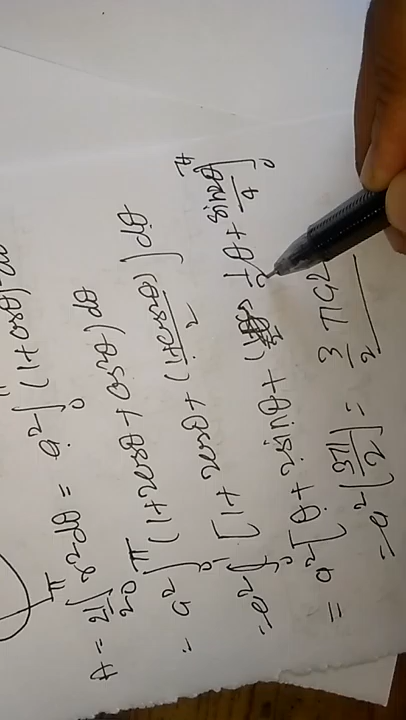 A = 2/2 ∫₀^π r² dθ = a² ∫₀^π (1+cosθ)² dθ
= a² ∫₀^π (1+2cosθ+cos²θ) dθ
= a² ∫₀^π [1+2cosθ+(1+cos2θ)/2] dθ
= a² [θ+2sinθ+ 1/2 θ + sin2θ/4]₀^π
= a² (3π/2) = 3/2 πa²